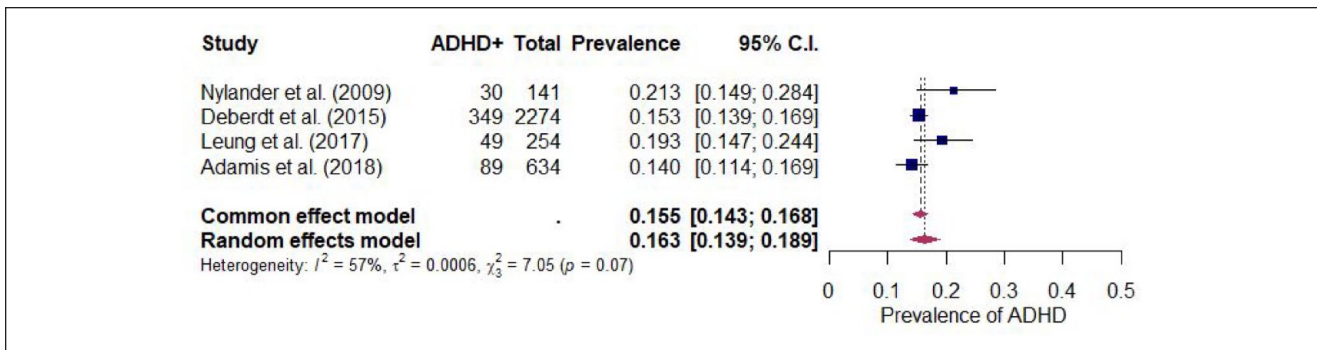 Study ADHD+ Total Prevalence 95% C.I.
Nylander et al. (2009) 30 141 0.213 [0.149; 0.284]
Deberdt et al. (2015) 349 2274 0.153 [0.139; 0.169]
Leung et al. (2017) 49 254 0.193 [0.147; 0.244]
Adamis et al. (2018) 89 634 0.140 [0.114; 0.169]
Common effect model . 0.155 [0.143; 0.168]
Random effects model 0.163 [0.139; 0.189]
Heterogeneity: I² = 57%, τ² = 0.0006, χ²₃ = 7.05 (p = 0.07)
0 0.1 0.2 0.3 0.4 0.5
Prevalence of ADHD